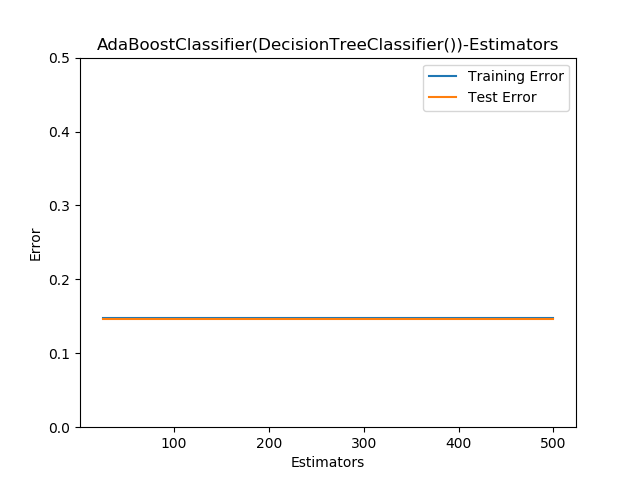 AdaBoostClassifier(DecisionTreeClassifier())-Estimators
Training Error
Test Error
0.5
0.4
0.3
0.2
0.1
0.0
Error
100 200 300 400 500
Estimators